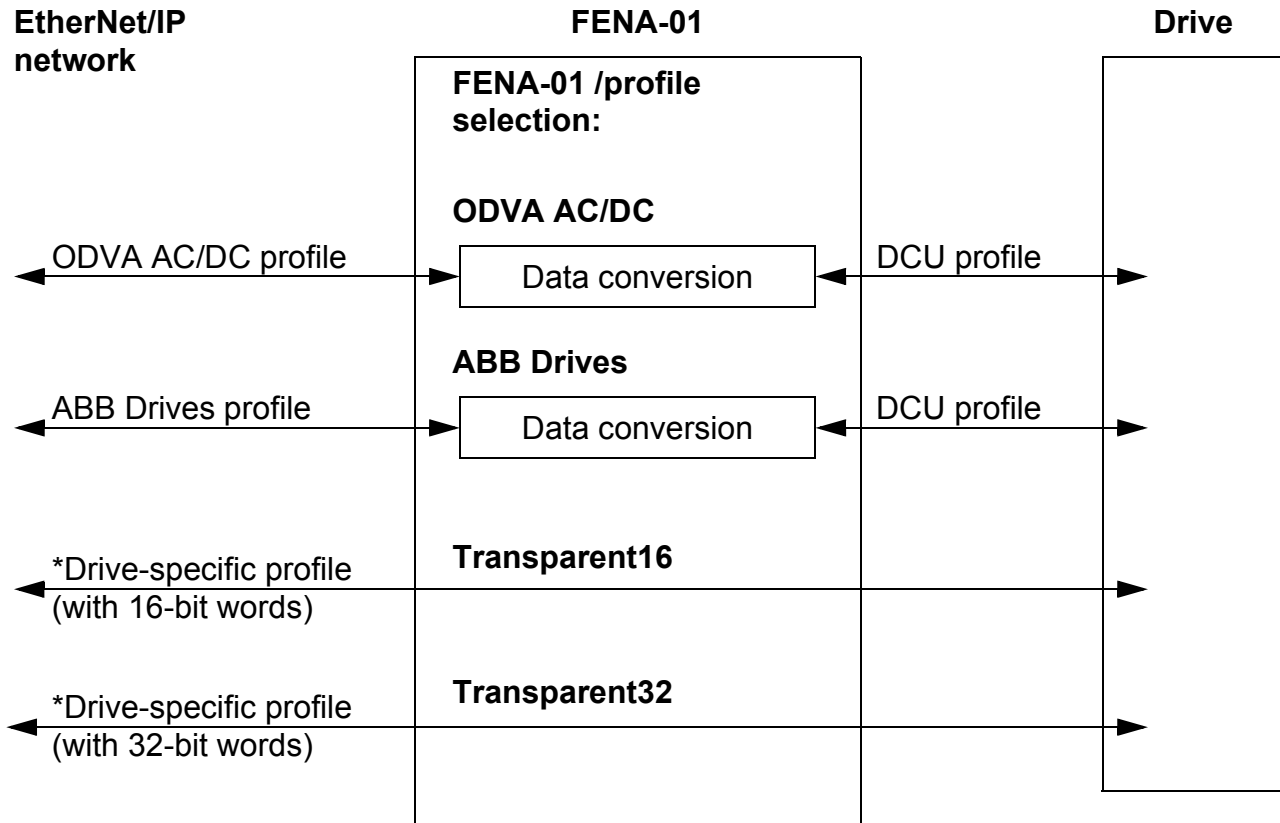 EtherNet/IP
network
FENA-01
Drive
FENA-01 /profile
selection:
ODVA AC/DC
ODVA AC/DC profile
Data conversion
DCU profile
ABB Drives
ABB Drives profile
Data conversion
DCU profile
Transparent16
*Drive-specific profile
(with 16-bit words)
Transparent32
*Drive-specific profile
(with 32-bit words)